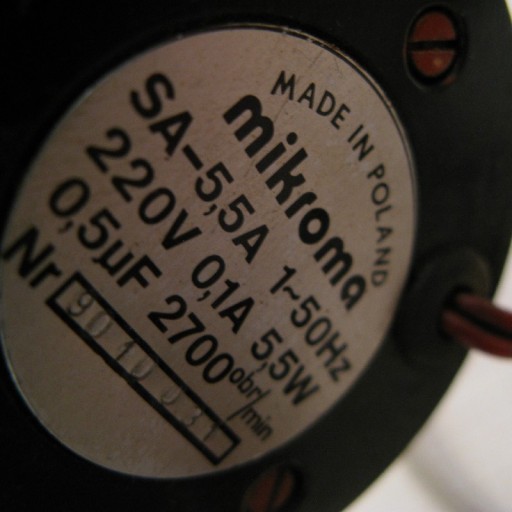 MADE IN POLAND
mikroma
SA-5,5A 1~50Hz
220V 0,1A 5,5W
0,5µF 2700obr/min
Nr